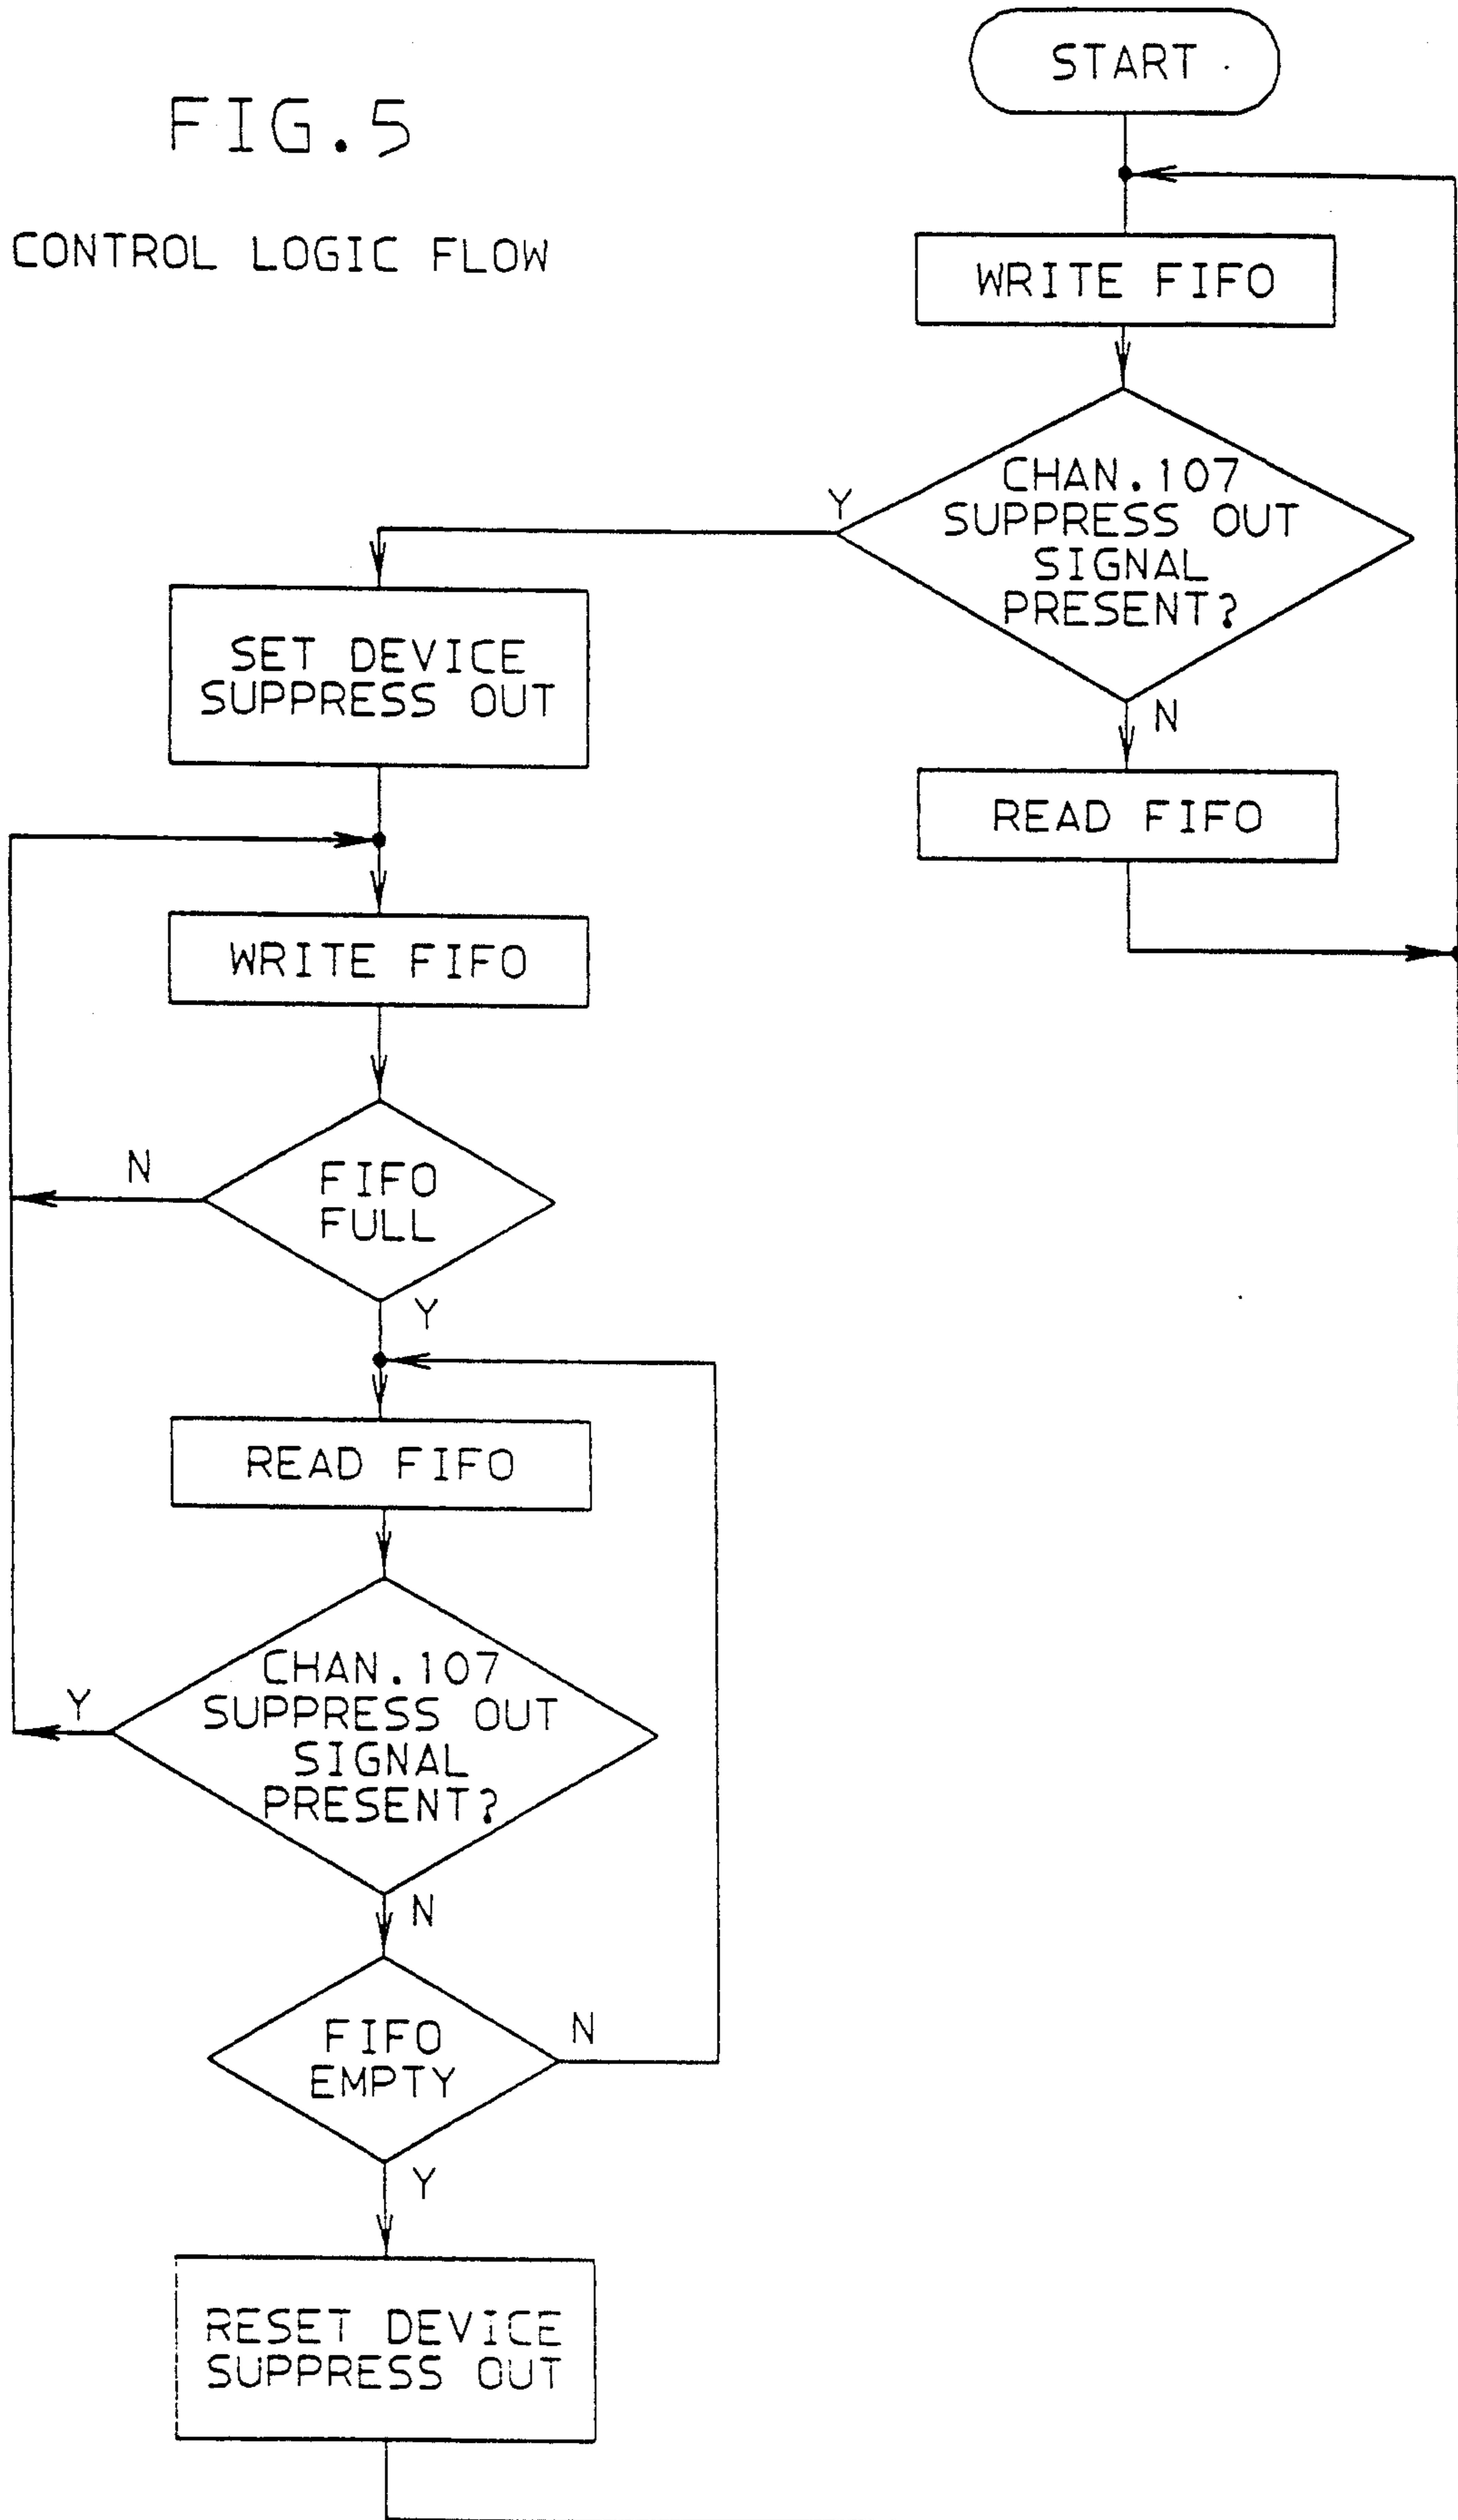 FIG.5
CONTROL LOGIC FLOW
START
WRITE FIFO
CHAN.107
SUPPRESS OUT
SIGNAL
PRESENT?
Y
N
SET DEVICE
SUPPRESS OUT
READ FIFO
WRITE FIFO
FIFO
FULL
N
Y
READ FIFO
CHAN.107
SUPPRESS OUT
SIGNAL
PRESENT?
Y
N
FIFO
EMPTY
N
Y
RESET DEVICE
SUPPRESS OUT